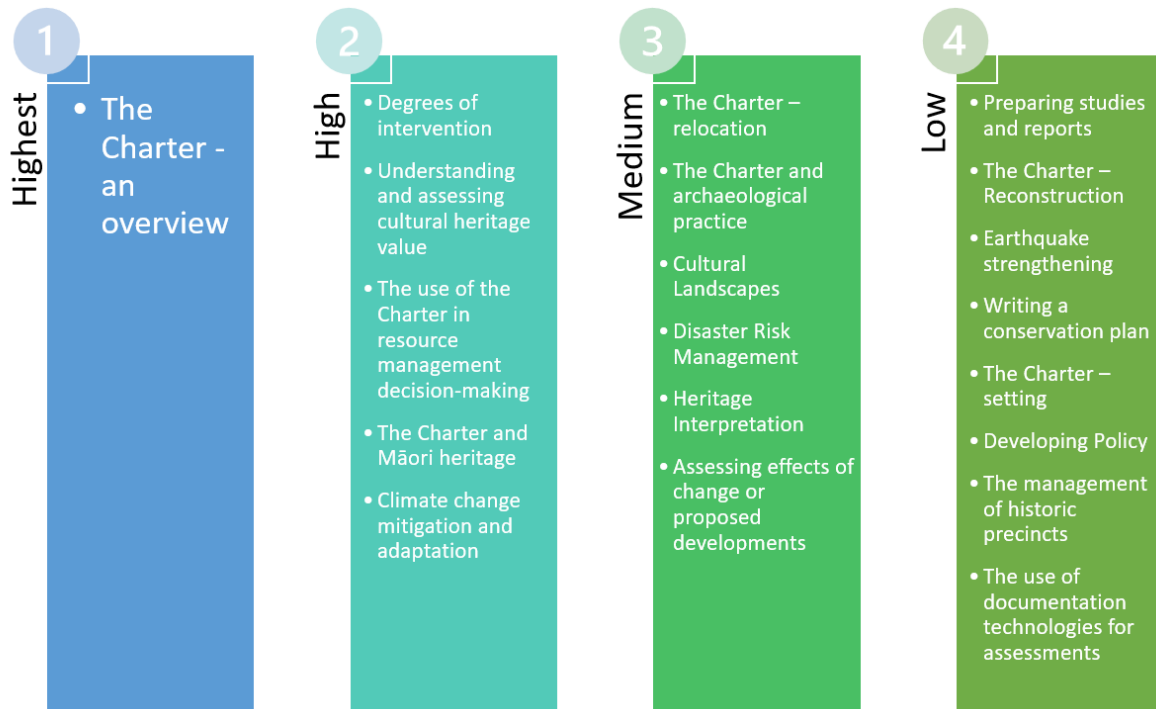 1
Highest
• The
Charter -
an
overview
2
High
• Degrees of
intervention
• Understanding
and assessing
cultural heritage
value
• The use of the
Charter in
resource
management
decision-making
• The Charter and
Māori heritage
• Climate change
mitigation and
adaptation
3
Medium
• The Charter –
relocation
• The Charter and
archaeological
practice
• Cultural
Landscapes
• Disaster Risk
Management
• Heritage
Interpretation
• Assessing effects of
change or
proposed
developments
4
Low
• Preparing studies
and reports
• The Charter –
Reconstruction
• Earthquake
strengthening
• Writing a
conservation plan
• The Charter –
setting
• Developing Policy
• The management
of historic
precincts
• The use of
documentation
technologies for
assessments